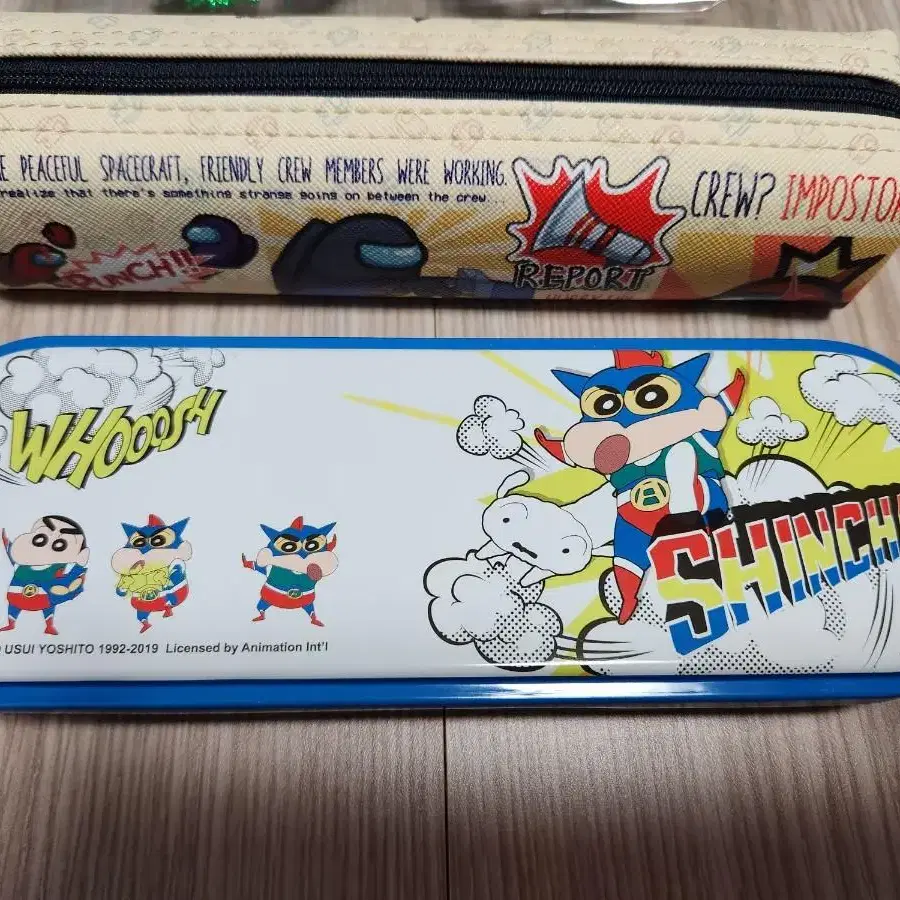 E PEACEFUL SPACECRAFT, FRIENDLY CREW MEMBERS WERE WORKING.
realize that there's something strange going on between the crew...
CREW? IMPOSTOR
PUNCH!!
REPORT
WHOOOSH
SHINCH
USUI YOSHITO 1992-2019 Licensed by Animation Int'l